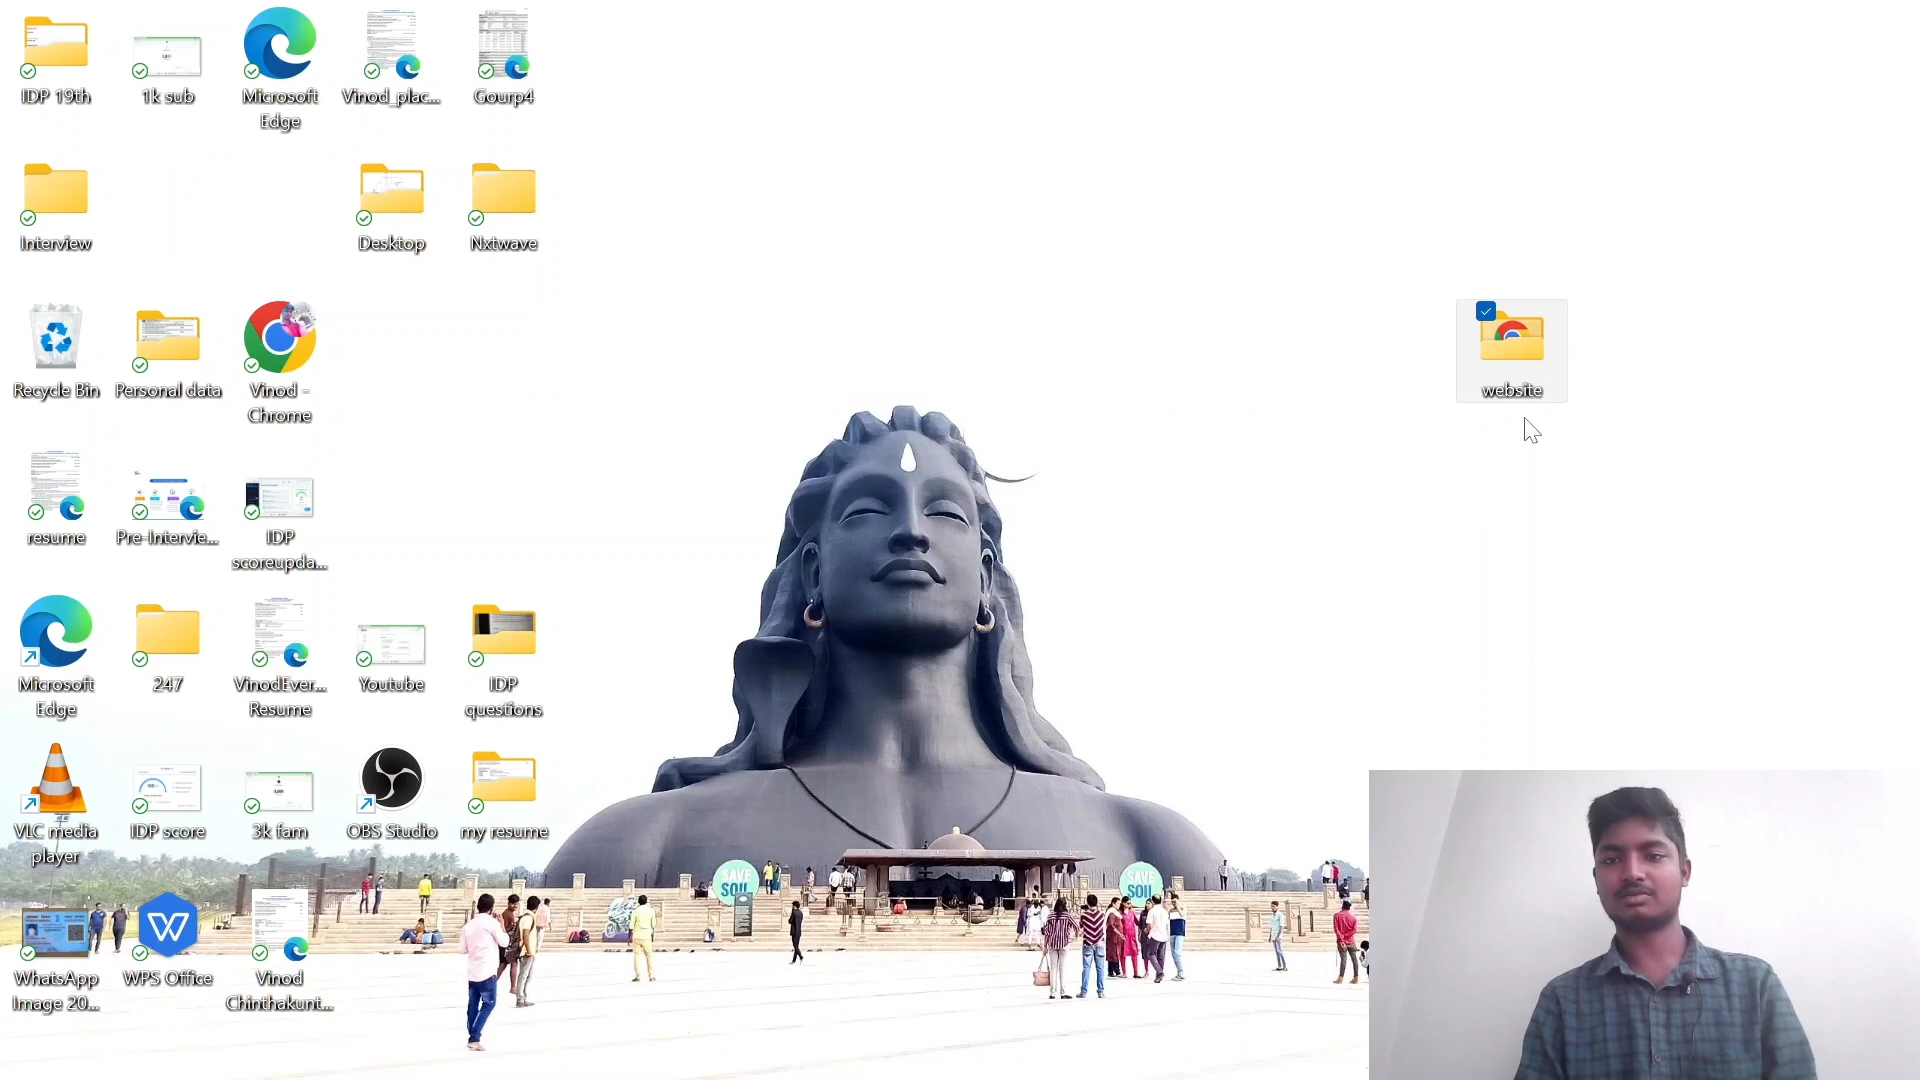 IDP 19th
1k sub
Microsoft
Edge
Vinod_plac...
Gourp4
Interview
Desktop
Nxtwave
Recycle Bin
Personal data
Vinod -
Chrome
website
resume
Pre-Intervie...
IDP
scoreupda...
Microsoft
Edge
247
VinodEver...
Resume
Youtube
IDP
questions
VLC media
player
IDP score
3k fam
OBS Studio
my resume
SAVE
SOIL
SAVE
SOIL
WhatsApp
Image 20...
WPS Office
Vinod
Chinthakunt...